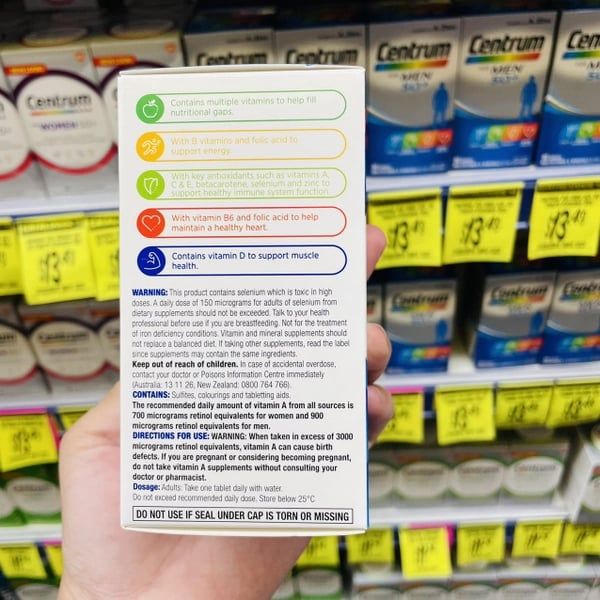 Contains multiple vitamins to help fill
nutritional gaps.
With B vitamins and folic acid to
support energy.
With key antioxidants such as vitamins A,
C & E, betacarotene, selenium and zinc to
support healthy immune system function.
With vitamin B6 and folic acid to help
maintain a healthy heart.
Contains vitamin D to support muscle
health.
WARNING: This product contains selenium which is toxic in high
doses. A daily dose of 150 micrograms for adults of selenium from
dietary supplements should not be exceeded. Talk to your health
professional before use if you are breastfeeding. Not for the treatment
of iron deficiency conditions. Vitamin and mineral supplements should
not replace a balanced diet. If taking other supplements, read the label
since supplements may contain the same ingredients.
Keep out of reach of children. In case of accidental overdose,
contact your doctor or Poisons Information Centre immediately
(Australia: 13 11 26, New Zealand: 0800 764 766).
CONTAINS: Sulfites, colourings and tabletting aids.
The recommended daily amount of vitamin A from all sources is
700 micrograms retinol equivalents for women and 900
micrograms retinol equivalents for men.
DIRECTIONS FOR USE: WARNING: When taken in excess of 3000
micrograms retinol equivalents, vitamin A can cause birth
defects. If you are pregnant or considering becoming pregnant,
do not take vitamin A supplements without consulting your
doctor or pharmacist.
Dosage: Adults: Take one tablet daily with water.
Do not exceed recommended daily dose. Store below 25°C
DO NOT USE IF SEAL UNDER CAP IS TORN OR MISSING
Centrum
WOMEN
Centrum
MEN
Centrum
MEN
$13.49
$13.49
$13.49